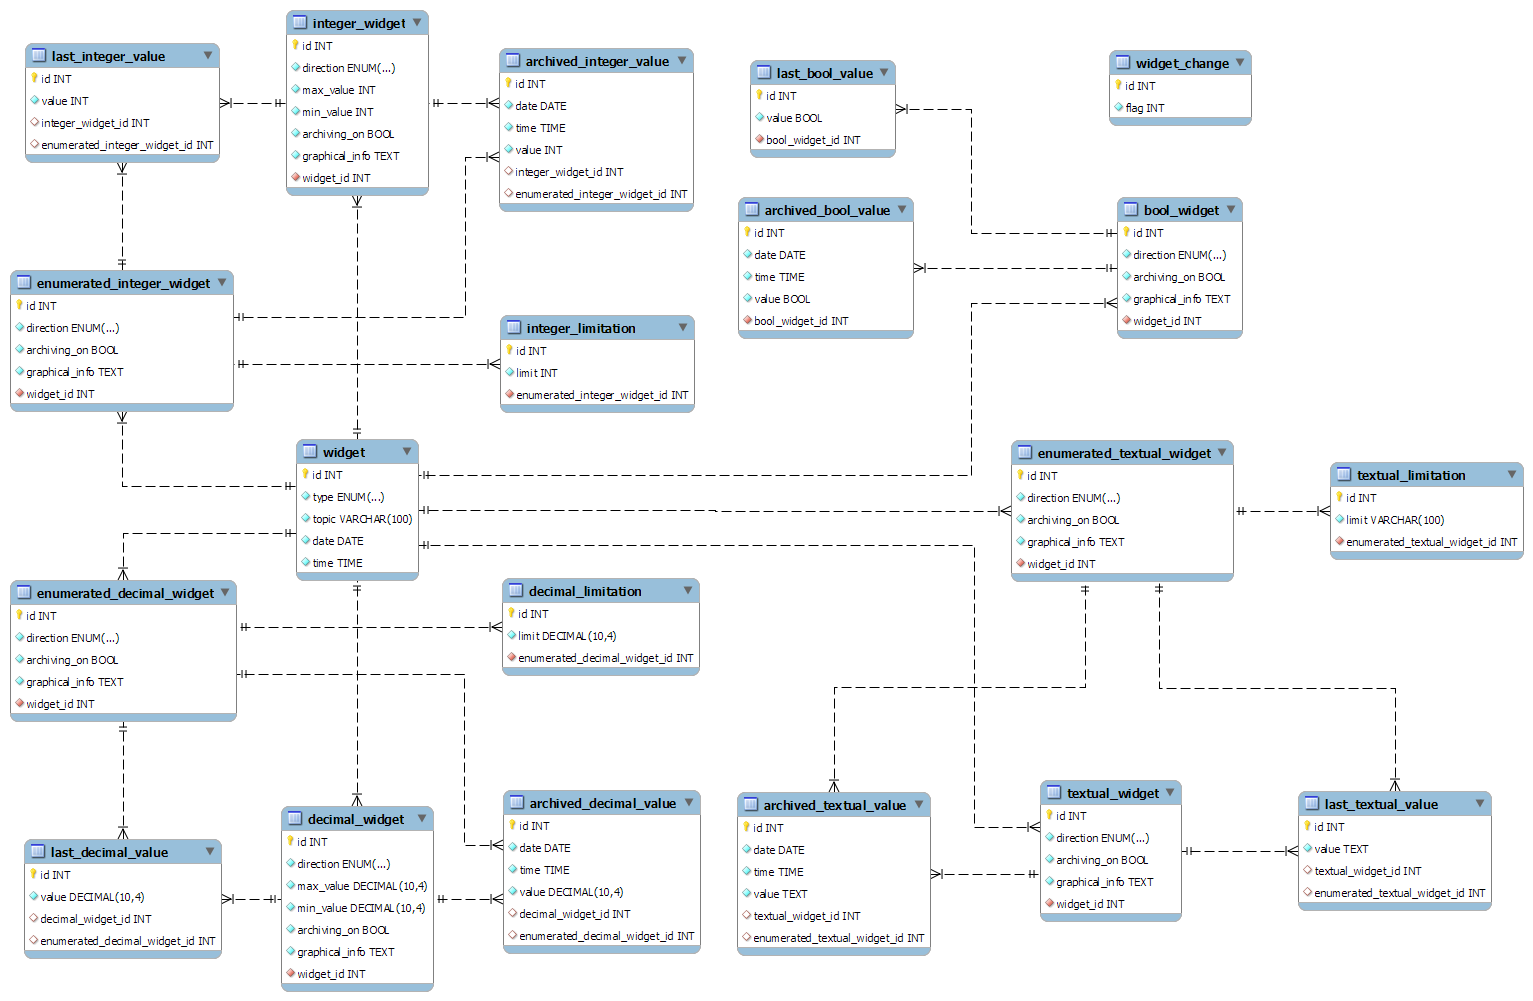 integer_widget
id INT
direction ENUM(...)
max_value INT
min_value INT
archiving_on BOOL
graphical_info TEXT
widget_id INT
last_integer_value
id INT
value INT
integer_widget_id INT
enumerated_integer_widget_id INT
archived_integer_value
id INT
date DATE
time TIME
value INT
integer_widget_id INT
enumerated_integer_widget_id INT
last_bool_value
id INT
value BOOL
bool_widget_id INT
widget_change
id INT
flag INT
archived_bool_value
id INT
date DATE
time TIME
value BOOL
bool_widget_id INT
bool_widget
id INT
direction ENUM(...)
archiving_on BOOL
graphical_info TEXT
widget_id INT
enumerated_integer_widget
id INT
direction ENUM(...)
archiving_on BOOL
graphical_info TEXT
widget_id INT
integer_limitation
id INT
limit INT
enumerated_integer_widget_id INT
widget
id INT
type ENUM(...)
topic VARCHAR(100)
date DATE
time TIME
enumerated_textual_widget
id INT
direction ENUM(...)
archiving_on BOOL
graphical_info TEXT
widget_id INT
textual_limitation
id INT
limit VARCHAR(100)
enumerated_textual_widget_id INT
enumerated_decimal_widget
id INT
direction ENUM(...)
archiving_on BOOL
graphical_info TEXT
widget_id INT
decimal_limitation
id INT
limit DECIMAL(10,4)
enumerated_decimal_widget_id INT
last_decimal_value
id INT
value DECIMAL(10,4)
decimal_widget_id INT
enumerated_decimal_widget_id INT
decimal_widget
id INT
direction ENUM(...)
max_value DECIMAL(10,4)
min_value DECIMAL(10,4)
archiving_on BOOL
graphical_info TEXT
widget_id INT
archived_decimal_value
id INT
date DATE
time TIME
value DECIMAL(10,4)
decimal_widget_id INT
enumerated_decimal_widget_id INT
archived_textual_value
id INT
date DATE
time TIME
value TEXT
textual_widget_id INT
enumerated_textual_widget_id INT
textual_widget
id INT
direction ENUM(...)
archiving_on BOOL
graphical_info TEXT
widget_id INT
last_textual_value
id INT
value TEXT
textual_widget_id INT
enumerated_textual_widget_id INT